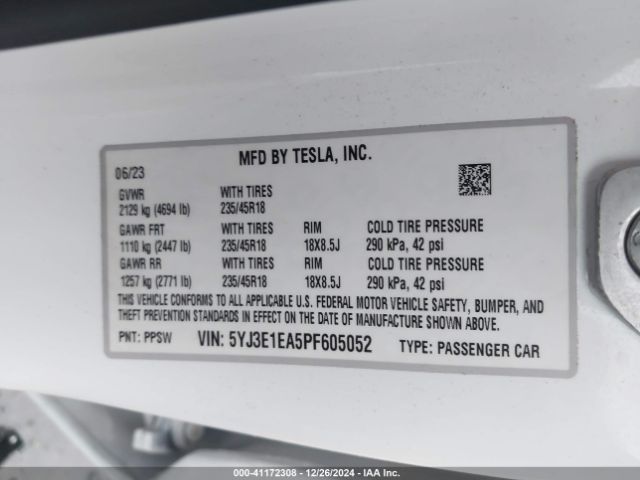 MFD BY TESLA, INC.
06/23
GVWR WITH TIRES
2129 kg (4694 lb) 235/45R18
GAWR FRT WITH TIRES RIM COLD TIRE PRESSURE
1110 kg (2447 lb) 235/45R18 18X8.5J 290 kPa, 42 psi
GAWR RR WITH TIRES RIM COLD TIRE PRESSURE
1257 kg (2771 lb) 235/45R18 18X8.5J 290 kPa, 42 psi
THIS VEHICLE CONFORMS TO ALL APPLICABLE U.S. FEDERAL MOTOR VEHICLE SAFETY, BUMPER, AND
THEFT PREVENTION STANDARDS IN EFFECT ON THE DATE OF MANUFACTURE SHOWN ABOVE.
PNT: PPSW VIN: 5YJ3E1EA5PF605052 TYPE: PASSENGER CAR
000-41172308 - 12/26/2024 - IAA Inc.